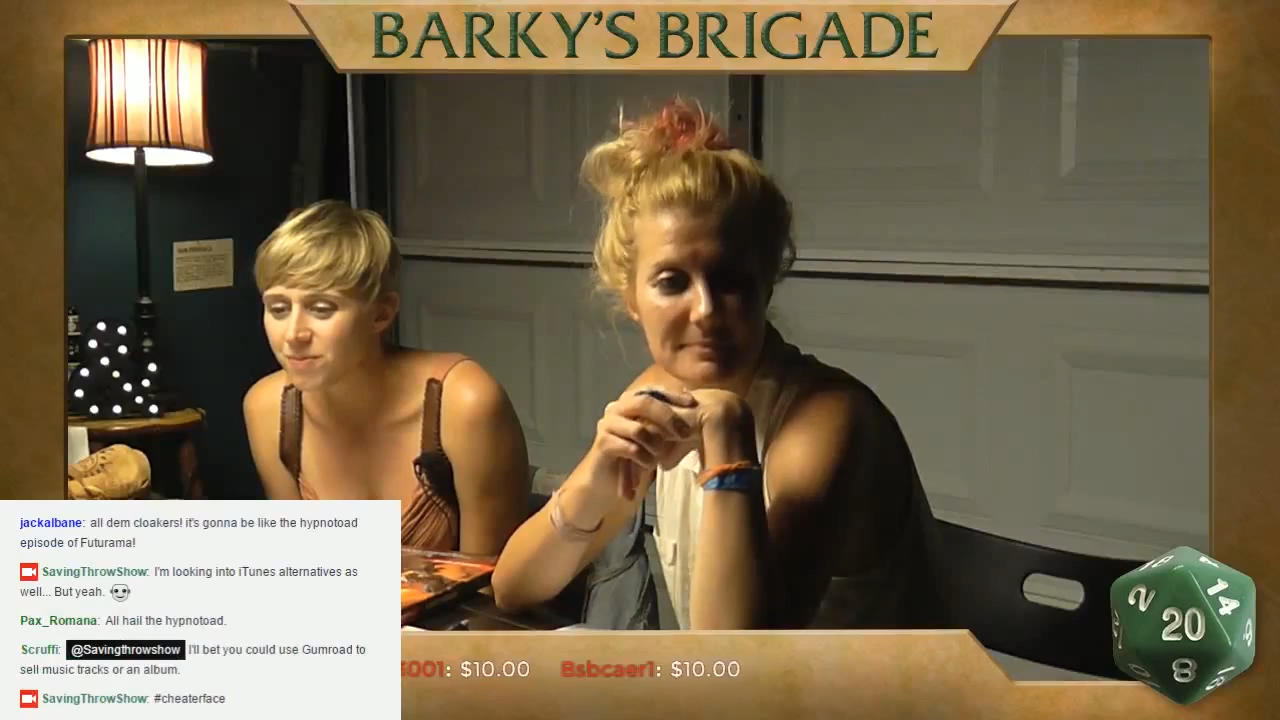 BARKY'S BRIGADE
jackalbane: all dem cloakers! it's gonna be like the hypnotoad
episode of Futurama!
SavingThrowShow: I'm looking into iTunes alternatives as
well... But yeah.
Pax_Romana: All hail the hypnotoad.
Scruffi: @Savingthrowshow I'll bet you could use Gumroad to
sell music tracks or an album.
SavingThrowShow: #cheaterface
001: $10.00 Bsbcaer1: $10.00
2
14
20
8